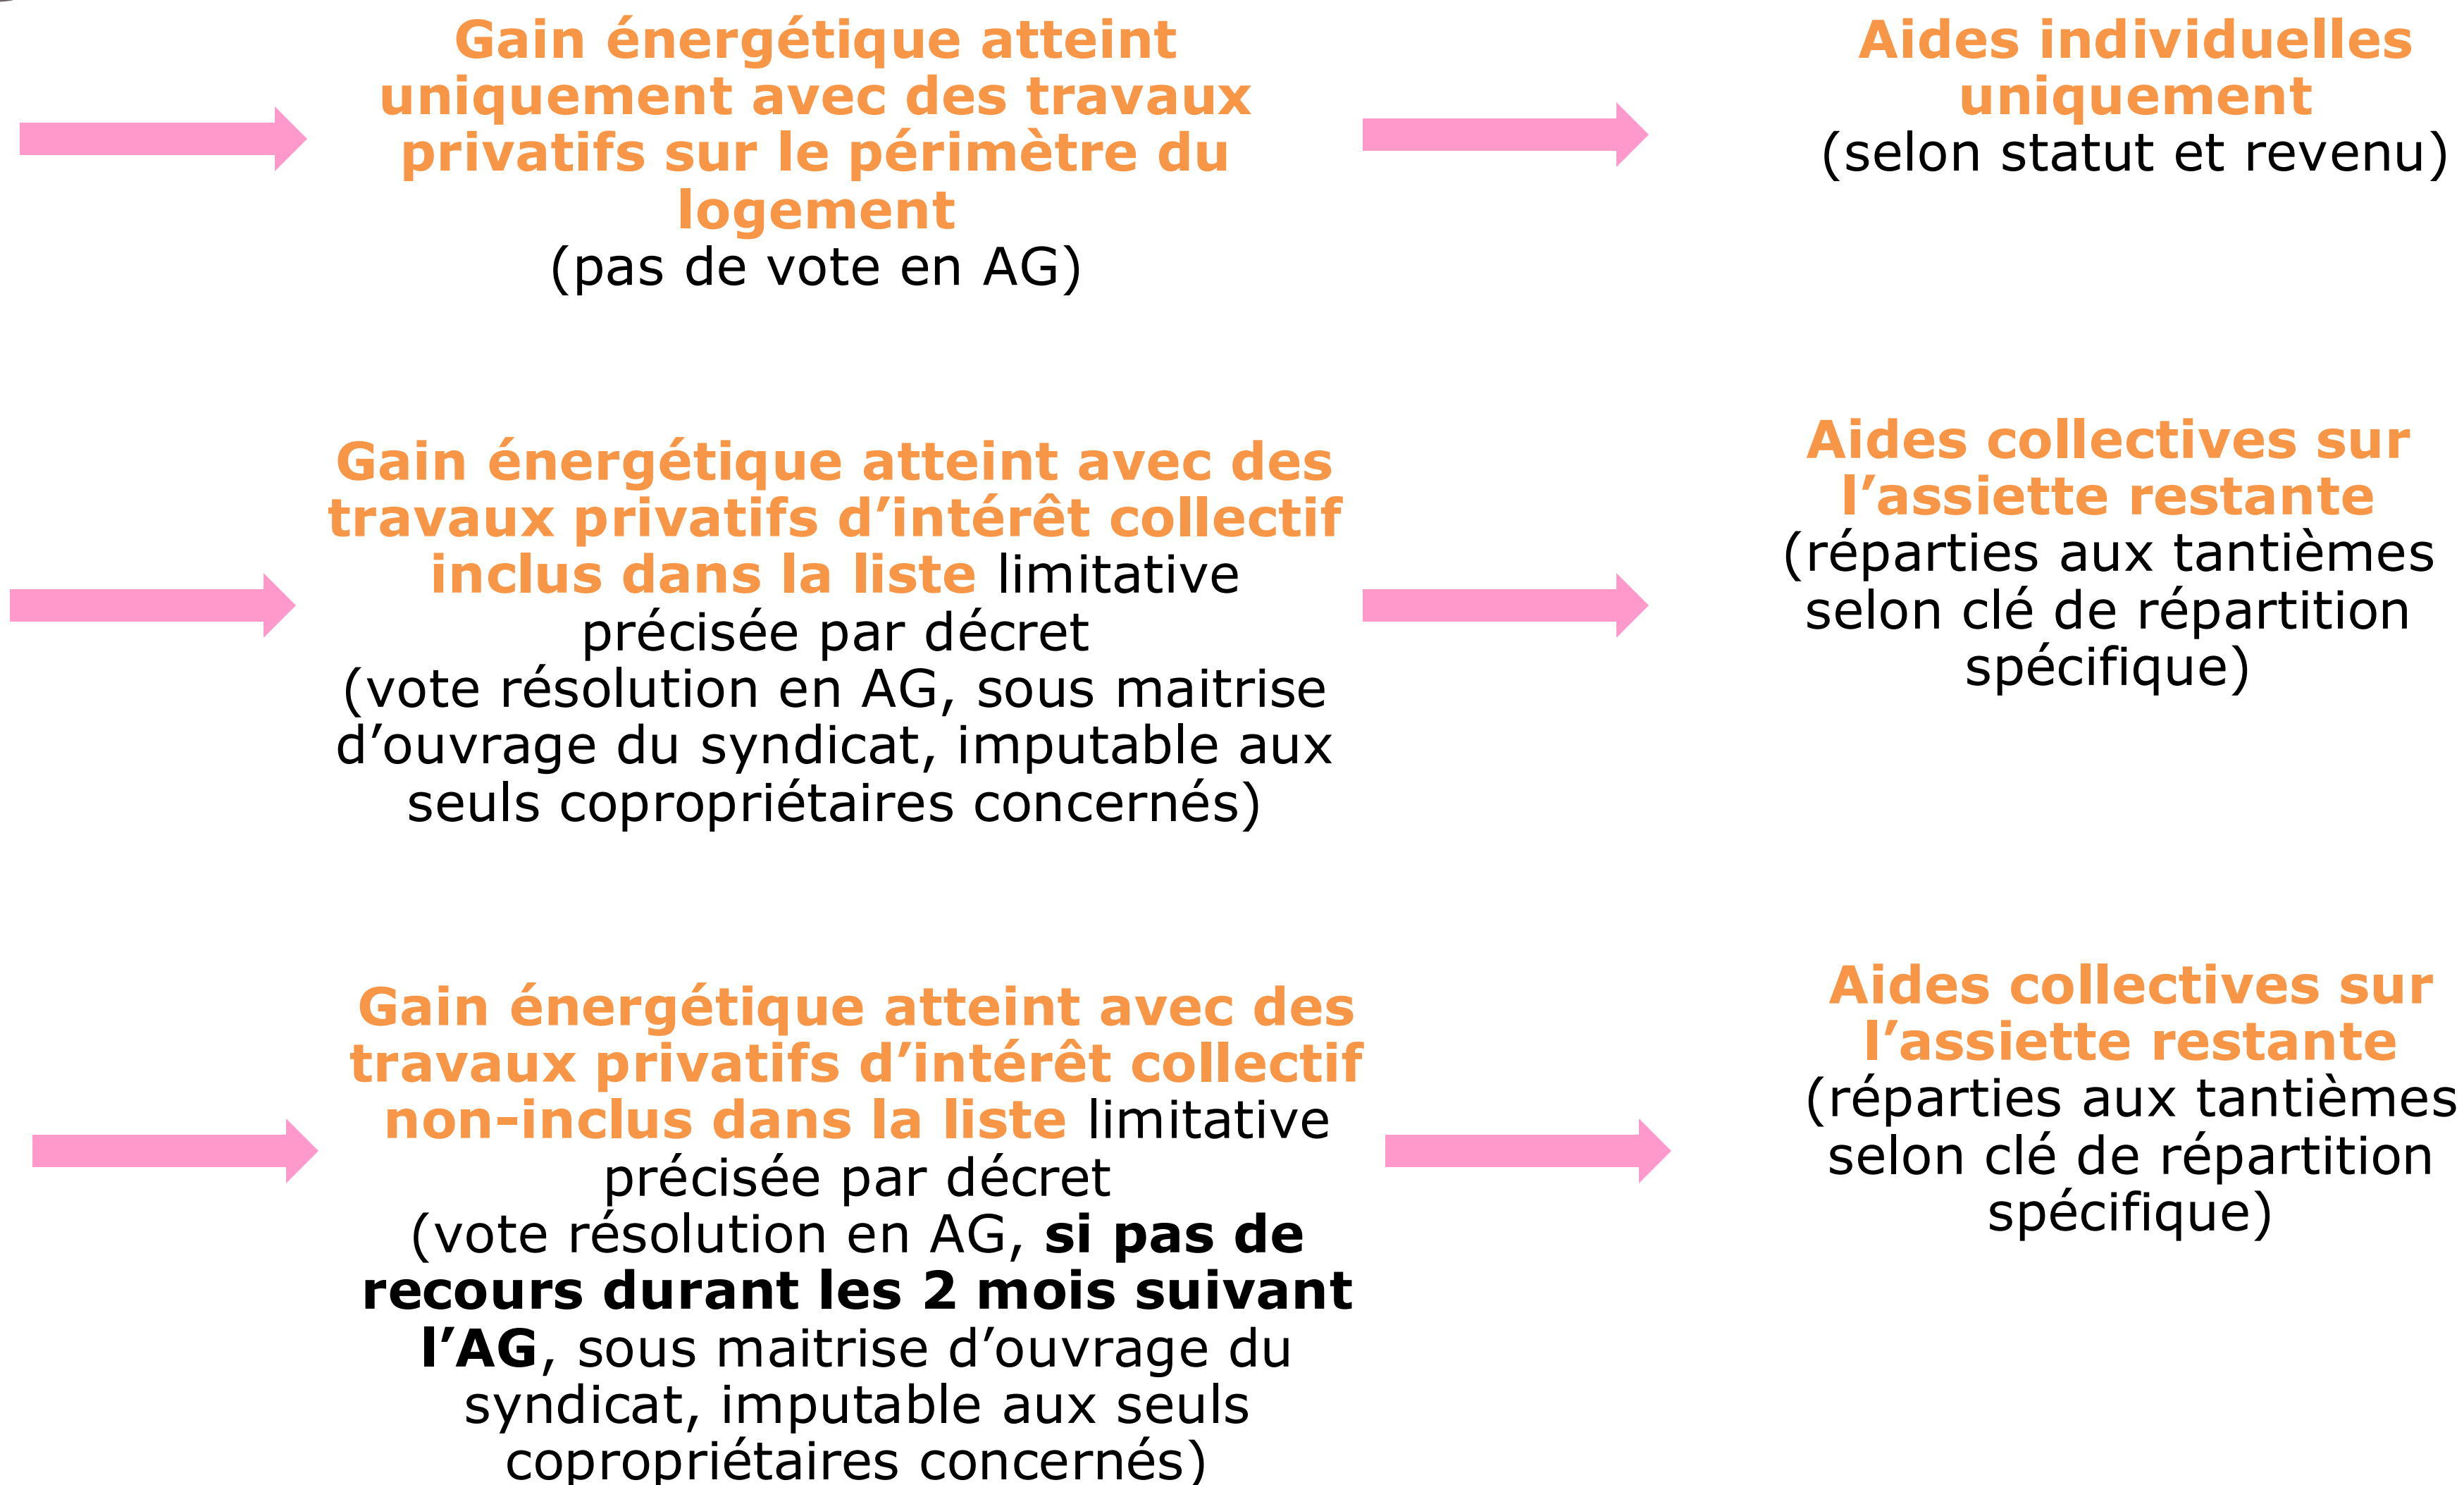 Gain énergétique atteint
uniquement avec des travaux
privatifs sur le périmètre du
logement
(pas de vote en AG)
Aides individuelles
uniquement
(selon statut et revenu)
Gain énergétique atteint avec des
travaux privatifs d’intérêt collectif
inclus dans la liste limitative
précisée par décret
(vote résolution en AG, sous maitrise
d’ouvrage du syndicat, imputable aux
seuls copropriétaires concernés)
Aides collectives sur
l’assiette restante
(réparties aux tantièmes
selon clé de répartition
spécifique)
Gain énergétique atteint avec des
travaux privatifs d’intérêt collectif
non-inclus dans la liste limitative
précisée par décret
(vote résolution en AG, si pas de
recours durant les 2 mois suivant
l’AG, sous maitrise d’ouvrage du
syndicat, imputable aux seuls
copropriétaires concernés)
Aides collectives sur
l’assiette restante
(réparties aux tantièmes
selon clé de répartition
spécifique)